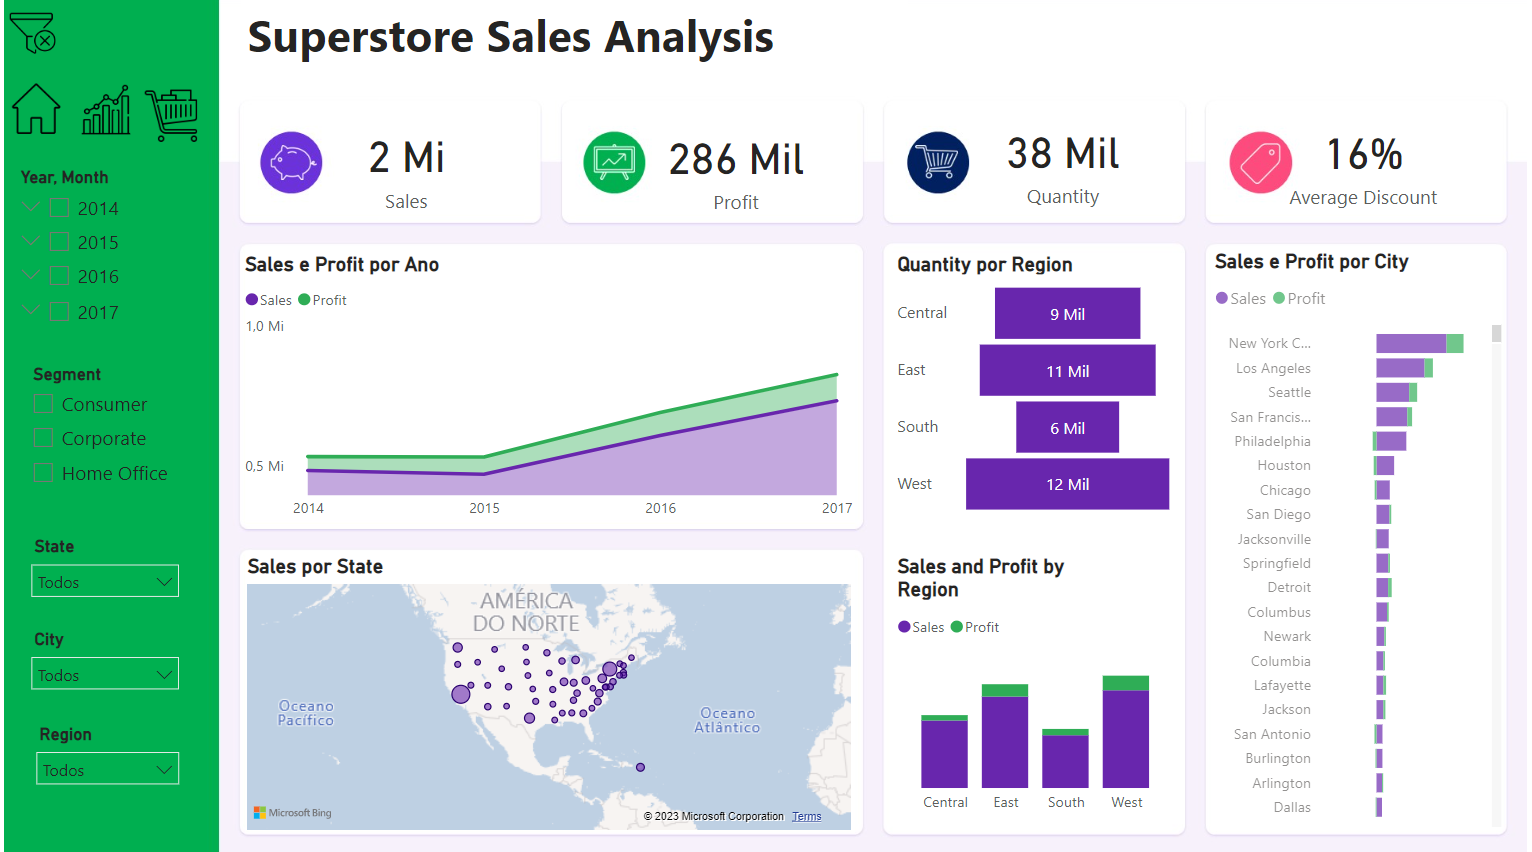 Superstore Sales Analysis
Year, Month
2014
2015
2016
2017
Segment
Consumer
Corporate
Home Office
State
Todos
City
Todos
Region
Todos
2 Mi
Sales
286 Mil
Profit
38 Mil
Quantity
16%
Average Discount
Sales e Profit por Ano
Sales Profit
1,0 Mi
0,5 Mi
2014 2015 2016 2017
Sales por State
AMÉRICA
DO NORTE
Oceano
Pacífico
Oceano
Atlântico
Microsoft Bing
© 2023 Microsoft Corporation Terms
Quantity por Region
Central 9 Mil
East 11 Mil
South 6 Mil
West 12 Mil
Sales and Profit by
Region
Sales Profit
Central East South West
Sales e Profit por City
Sales Profit
New York C...
Los Angeles
Seattle
San Francis...
Philadelphia
Houston
Chicago
San Diego
Jacksonville
Springfield
Detroit
Columbus
Newark
Columbia
Lafayette
Jackson
San Antonio
Burlington
Arlington
Dallas